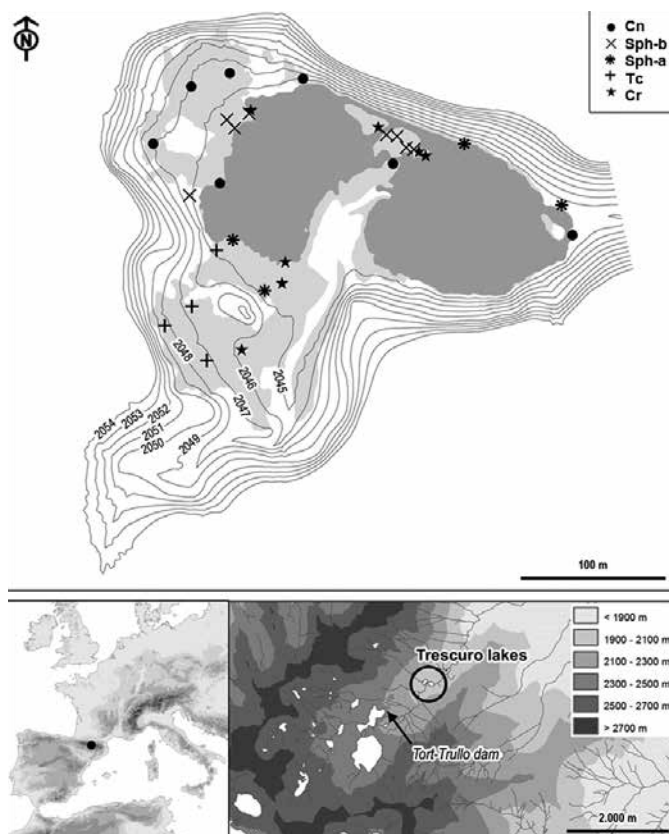 N
Cn
Sph-b
Sph-a
Tc
Cr
2048
2046
2045
2047
2054
2053
2052
2051
2050
2049
100 m
< 1900 m
1900 - 2100 m
2100 - 2300 m
2300 - 2500 m
2500 - 2700 m
> 2700 m
Trescuro lakes
Tort-Trullo dam
2.000 m